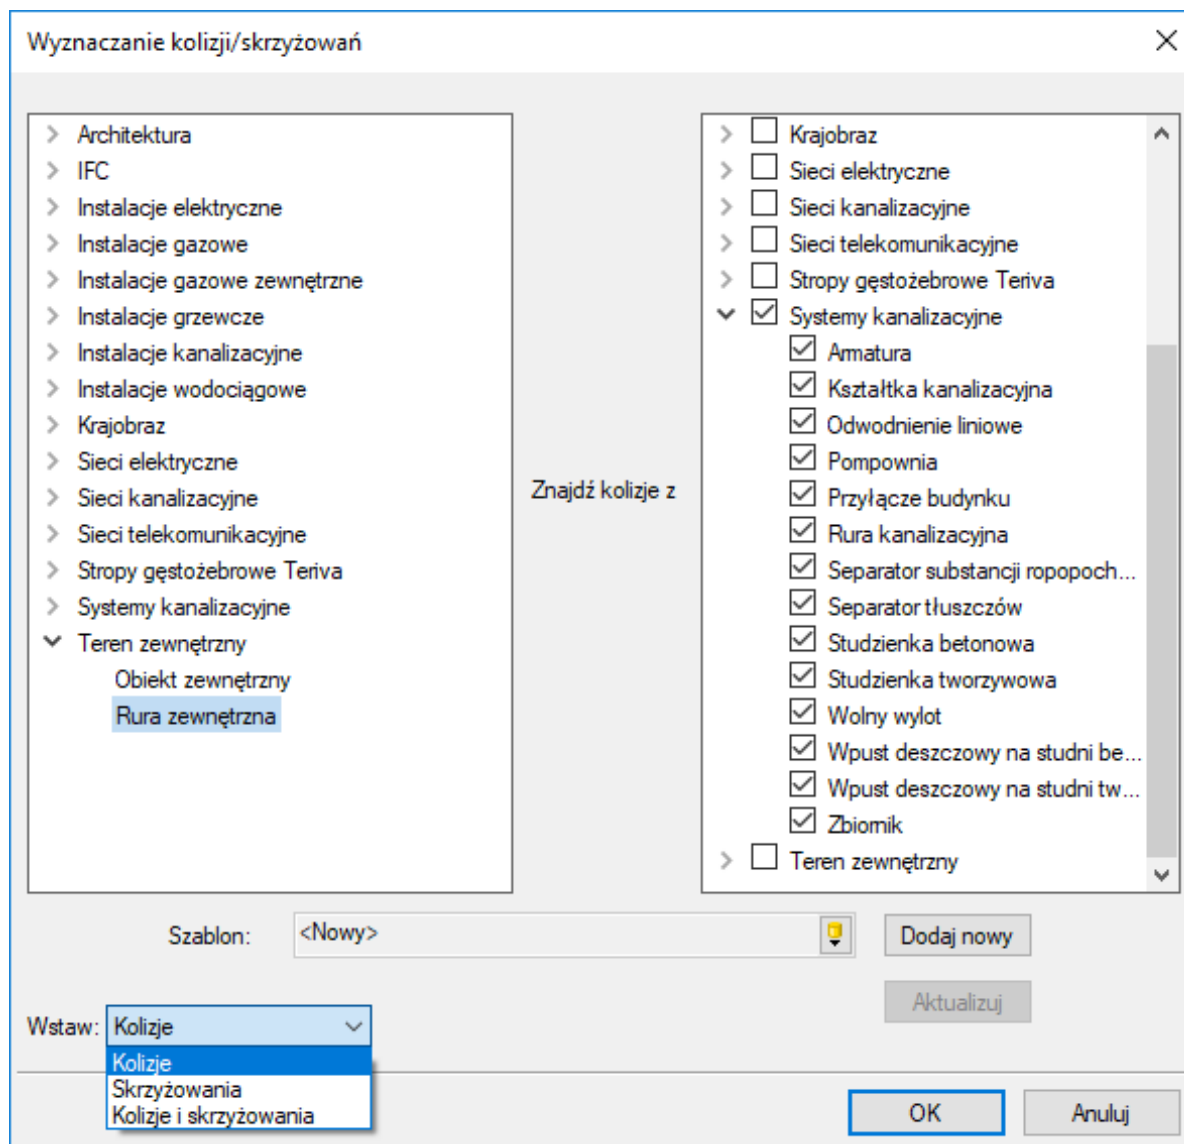 Wyznaczanie kolizji/skrzyżowań
Architektura
IFC
Instalacje elektryczne
Instalacje gazowe
Instalacje gazowe zewnętrzne
Instalacje grzewcze
Instalacje kanalizacyjne
Instalacje wodociągowe
Krajobraz
Sieci elektryczne
Sieci kanalizacyjne
Sieci telekomunikacyjne
Stropy gęstożebrowe Teriva
Systemy kanalizacyjne
Teren zewnętrzny
Obiekt zewnętrzny
Rura zewnętrzna
Znajdź kolizje z
Krajobraz
Sieci elektryczne
Sieci kanalizacyjne
Sieci telekomunikacyjne
Stropy gęstożebrowe Teriva
Systemy kanalizacyjne
Armatura
Kształtka kanalizacyjna
Odwodnienie liniowe
Pompownia
Przyłącze budynku
Rura kanalizacyjna
Separator substancji ropopoch...
Separator tłuszczów
Studzienka betonowa
Studzienka tworzywowa
Wolny wylot
Wpust deszczowy na studni be...
Wpust deszczowy na studni tw...
Zbiornik
Teren zewnętrzny
Szablon: <Nowy> Dodaj nowy
Aktualizuj
Wstaw: Kolizje
Kolizje
Skrzyżowania
Kolizje i skrzyżowania
OK Anuluj